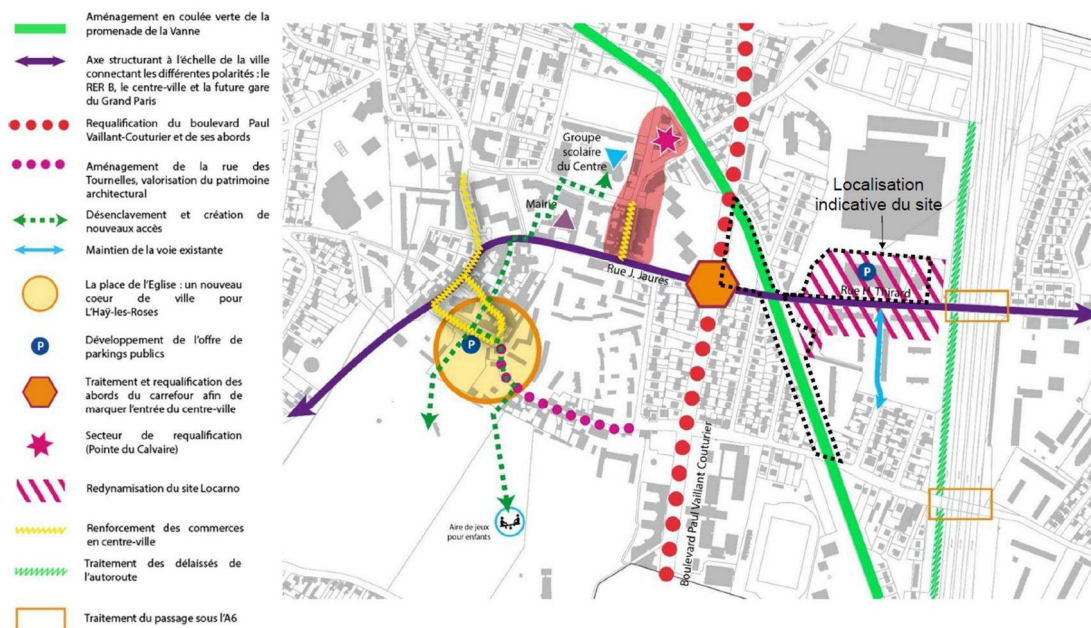 Aménagement en coulée verte de la
promenade de la Vanne
Axe structurant à l'échelle de la ville
connectant les différentes polarités : le
RER B, le centre-ville et la future gare
du Grand Paris
Requalification du boulevard Paul
Vaillant-Couturier et de ses abords
Aménagement de la rue des
Tournelles, valorisation du patrimoine
architectural
Désenclavement et création de
nouveaux accès
Maintien de la voie existante
La place de l'Eglise : un nouveau
coeur de ville pour
L'Haÿ-les-Roses
P
Développement de l'offre de
parkings publics
Traitement et requalification des
abords du carrefour afin de
marquer l'entrée du centre-ville
Secteur de requalification
(Pointe du Calvaire)
Redynamisation du site Locarno
Renforcement des commerces
en centre-ville
Traitement des délaissés de
l'autoroute
Traitement du passage sous l'A6
Groupe
scolaire
du Centre
Mairie
Rue J. Jaurès
Localisation
indicative du site
P
Rue H. Thirard
P
Boulevard Paul Vaillant Couturier
Aire de jeux
pour enfants